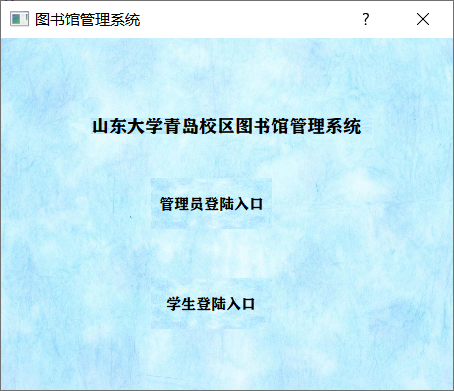 图书馆管理系统
?
山东大学青岛校区图书馆管理系统
管理员登陆入口
学生登陆入口